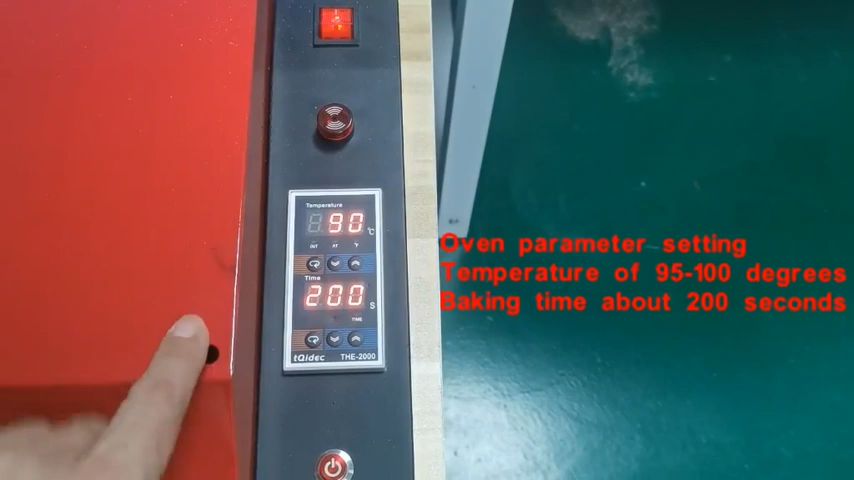 Temperature
90
°C
INT AT °F
Time
200
S
TIME
tQidec THE-2000
Oven parameter setting
Temperature of 95-100 degrees
Baking time about 200 seconds